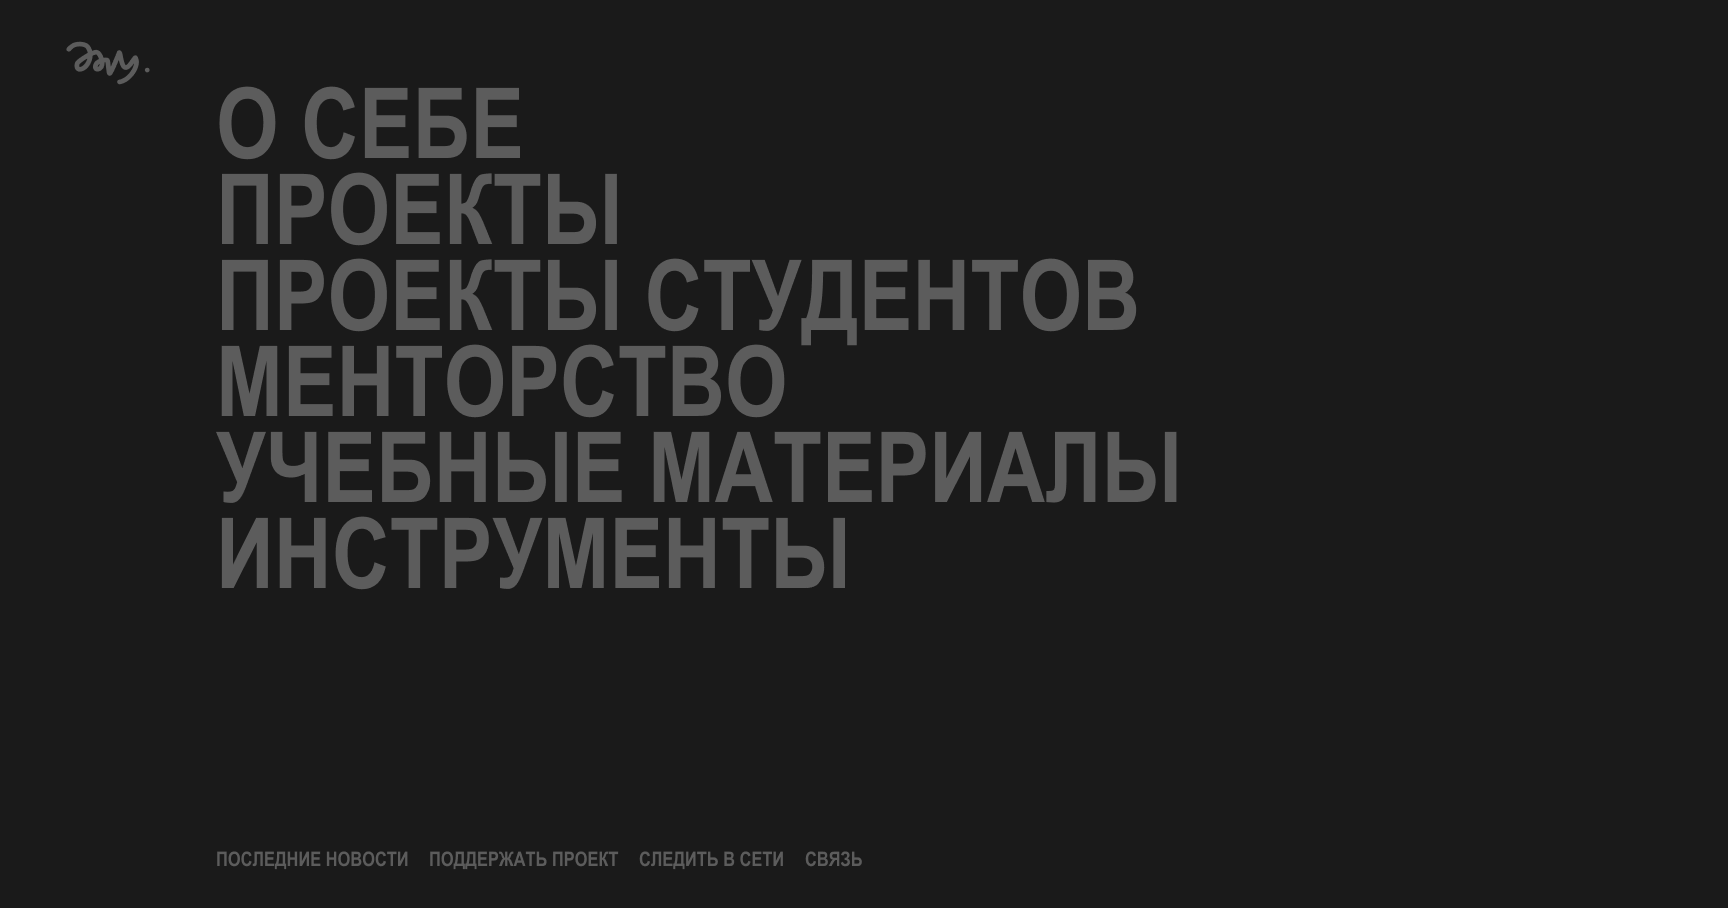 О СЕБЕ
ПРОЕКТЫ
ПРОЕКТЫ СТУДЕНТОВ
МЕНТОРСТВО
УЧЕБНЫЕ МАТЕРИАЛЫ
ИНСТРУМЕНТЫ
ПОСЛЕДНИЕ НОВОСТИ ПОДДЕРЖАТЬ ПРОЕКТ СЛЕДИТЬ В СЕТИ СВЯЗЬ